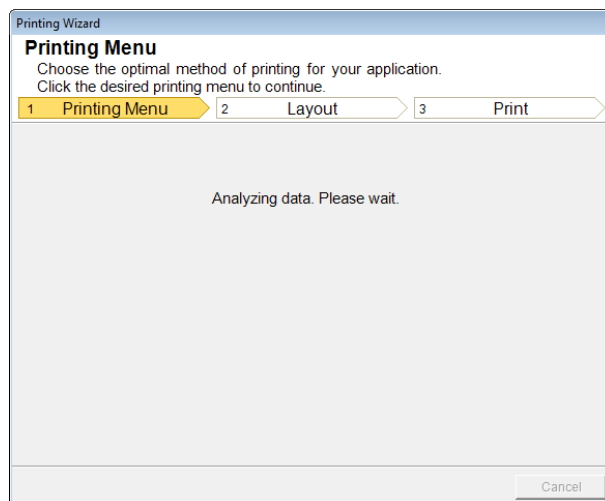 Printing Wizard
Printing Menu
Choose the optimal method of printing for your application.
Click the desired printing menu to continue.
1 Printing Menu 2 Layout 3 Print
Analyzing data. Please wait.
Cancel